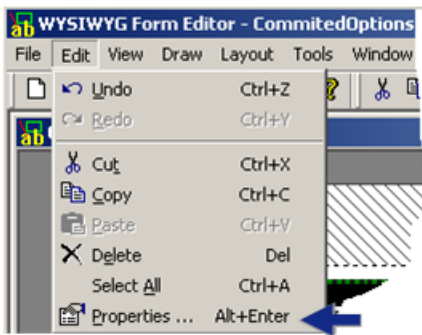 WYSIWYG Form Editor - CommitedOptions
File Edit View Draw Layout Tools Window
Undo Ctrl+Z
Redo Ctrl+Y
Cut Ctrl+X
Copy Ctrl+C
Paste Ctrl+V
Delete Del
Select All Ctrl+A
Properties ... Alt+Enter